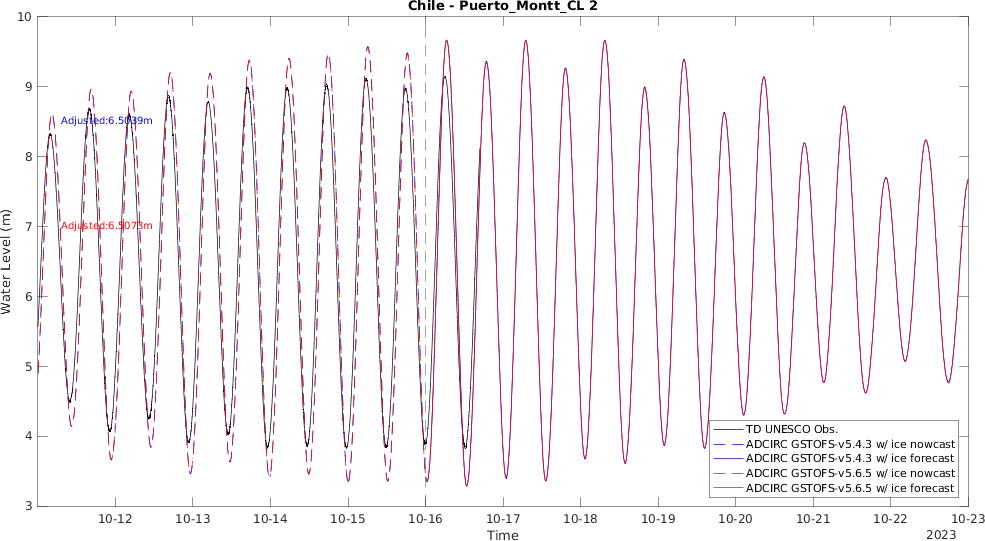 Chile - Puerto_Montt_CL 2
10
9
8
7
6
5
4
3
Water Level (m)
Adjusted:6.5039m
Adjusted:6.5073m
TD UNESCO Obs.
ADCIRC GSTOFS-v5.4.3 w/ ice nowcast
ADCIRC GSTOFS-v5.4.3 w/ ice forecast
ADCIRC GSTOFS-v5.6.5 w/ ice nowcast
ADCIRC GSTOFS-v5.6.5 w/ ice forecast
10-12 10-13 10-14 10-15 10-16 10-17 10-18 10-19 10-20 10-21 10-22 10-23
Time
2023